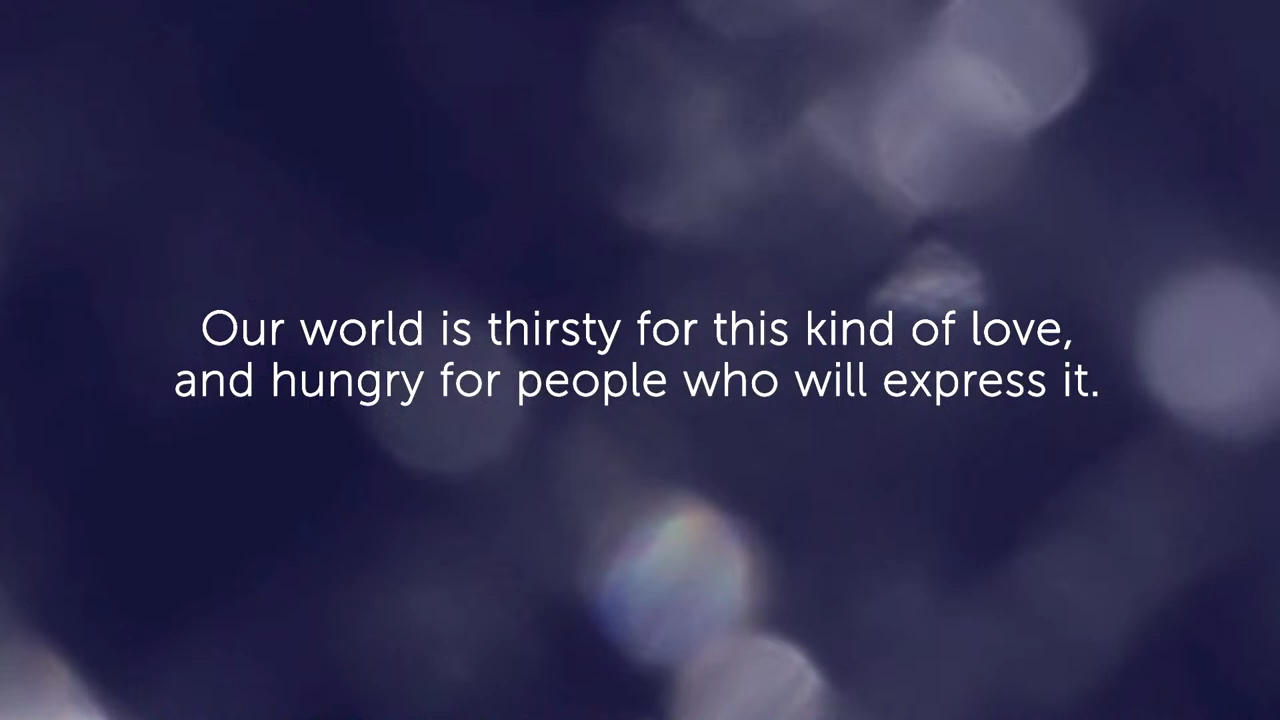 Our world is thirsty for this kind of love,
and hungry for people who will express it.